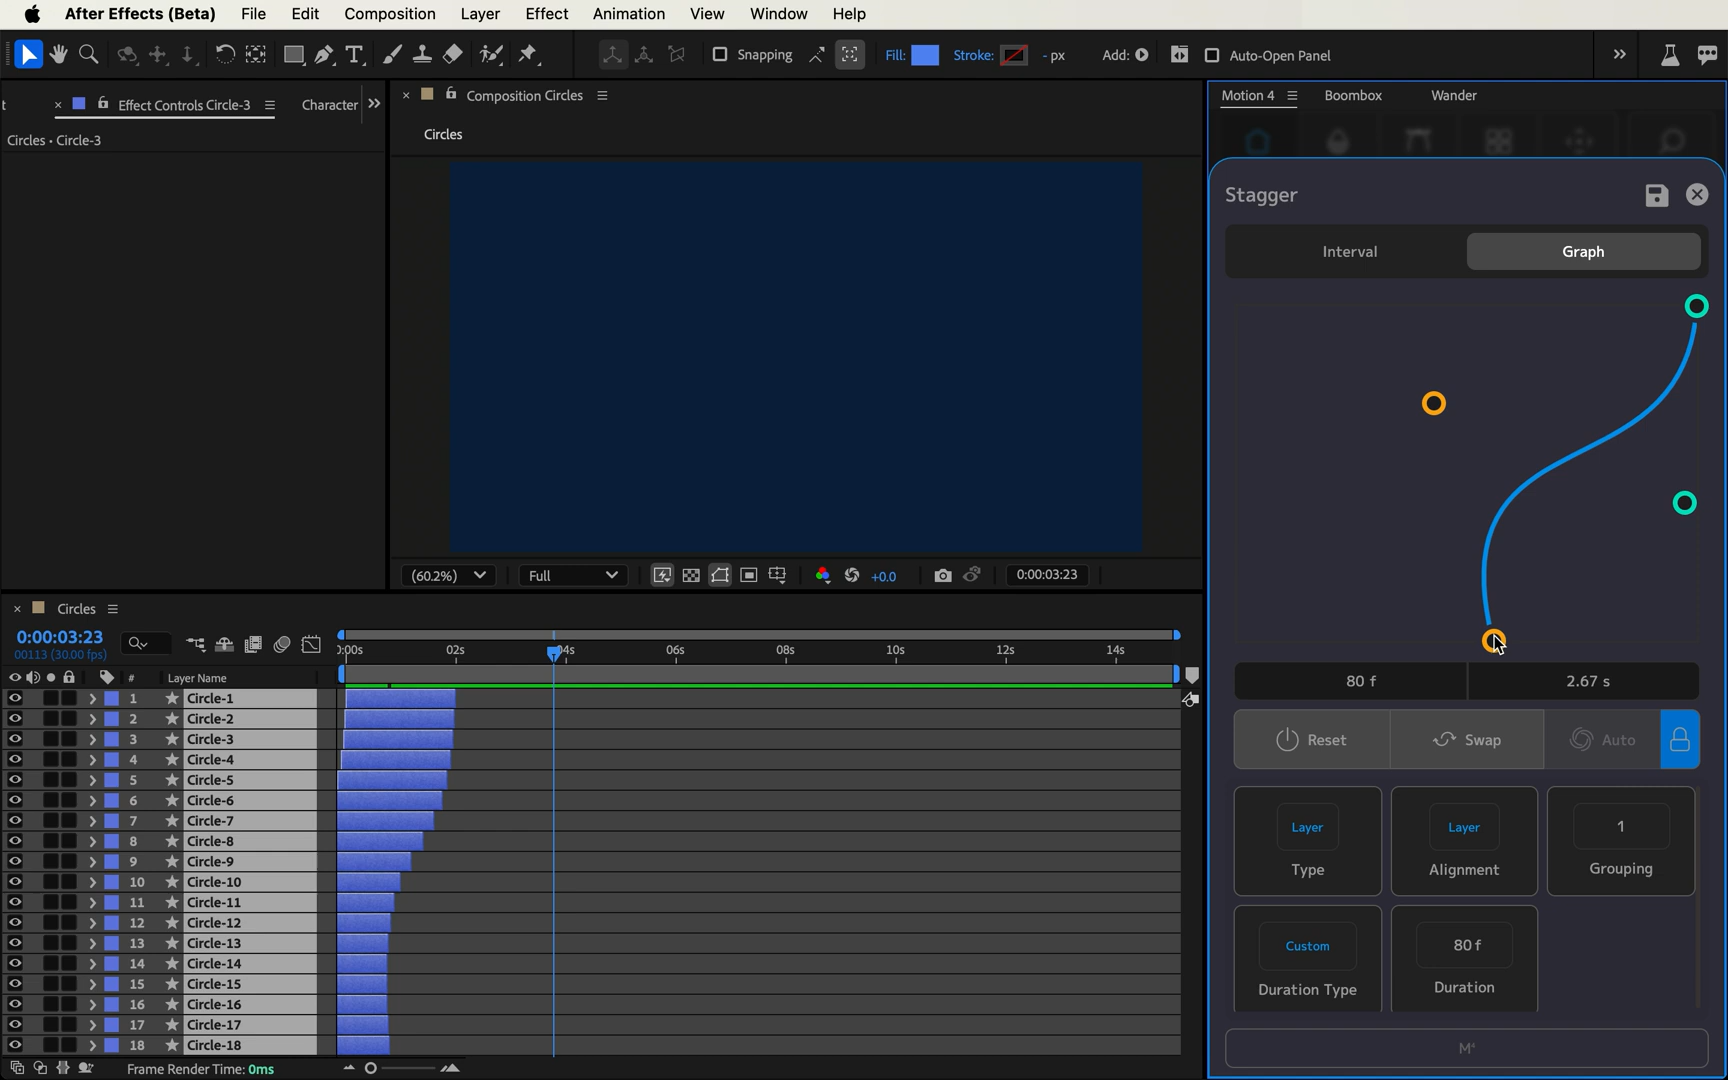 After Effects (Beta) File Edit Composition Layer Effect Animation View Window Help
Snapping Fill: Stroke: - px Add: Auto-Open Panel
t Effect Controls Circle-3 Character
Circles • Circle-3
Composition Circles
Circles
(60.2%) Full +0.0 0:00:03:23
Motion 4 Boombox Wander
Stagger
Interval Graph
80 f 2.67 s
Reset Swap Auto
Layer Layer 1
Type Alignment Grouping
Custom 80 f
Duration Type Duration
M⁴
Circles
0:00:03:23
00113 (30.00 fps)
0:00s 02s 04s 06s 08s 10s 12s 14s
# Layer Name
1 Circle-1
2 Circle-2
3 Circle-3
4 Circle-4
5 Circle-5
6 Circle-6
7 Circle-7
8 Circle-8
9 Circle-9
10 Circle-10
11 Circle-11
12 Circle-12
13 Circle-13
14 Circle-14
15 Circle-15
16 Circle-16
17 Circle-17
18 Circle-18
Frame Render Time: 0ms